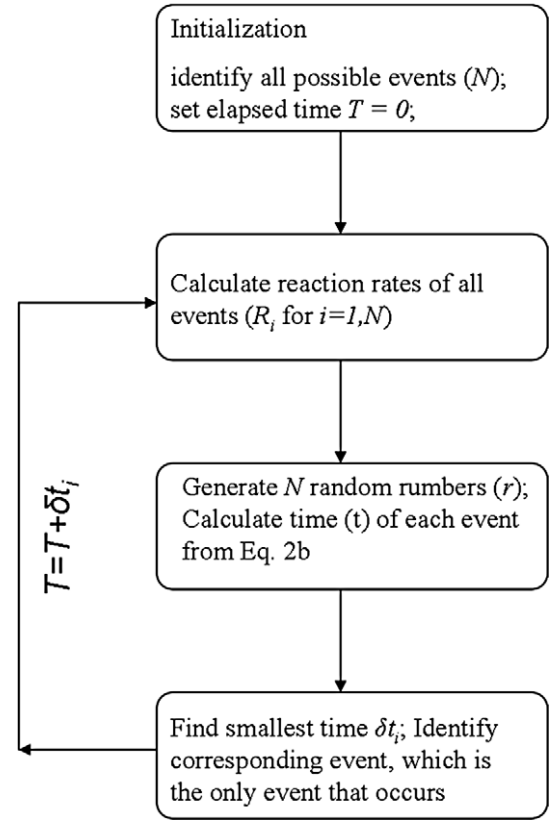 Initialization
identify all possible events (N);
set elapsed time T = 0;
Calculate reaction rates of all
events (Ri for i=1,N)
Generate N random rumbers (r);
Calculate time (t) of each event
from Eq. 2b
T=T+δti
Find smallest time δti; Identify
corresponding event, which is
the only event that occurs